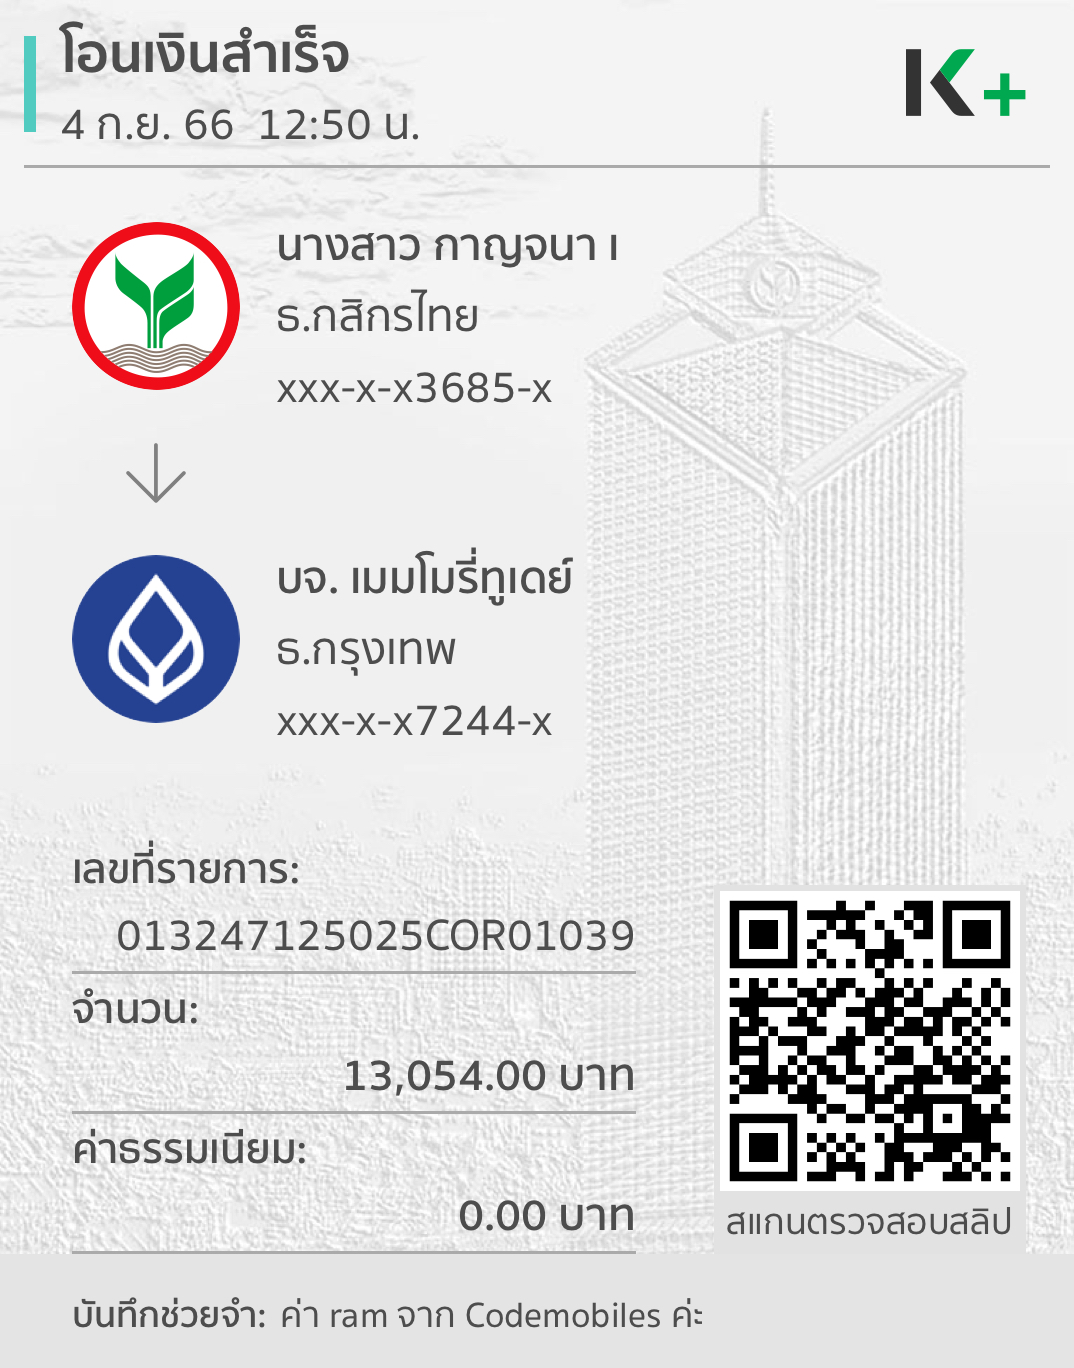 โอนเงินสำเร็จ
4 ก.ย. 66 12:50 น.
K+
นางสาว กาญจนา เ
ธ.กสิกรไทย
xxx-x-x3685-x
บจ. เมมโมรี่ทูเดย์
ธ.กรุงเทพ
xxx-x-x7244-x
เลขที่รายการ:
013247125025COR01039
จำนวน:
13,054.00 บาท
ค่าธรรมเนียม:
0.00 บาท
สแกนตรวจสอบสลิป
บันทึกช่วยจำ: ค่า ram จาก Codemobiles ค่ะ